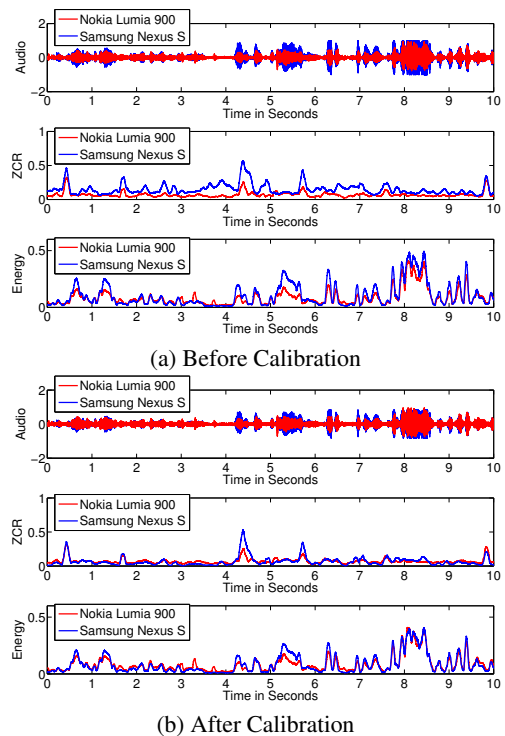 Nokia Lumia 900
Samsung Nexus S
Audio
2
0
−2
0 1 2 3 4 5 6 7 8 9 10
Time in Seconds
Nokia Lumia 900
Samsung Nexus S
ZCR
1
0.5
0
0 1 2 3 4 5 6 7 8 9 10
Time in Seconds
Nokia Lumia 900
Samsung Nexus S
Energy
0.5
0
0 1 2 3 4 5 6 7 8 9 10
Time in Seconds
(a) Before Calibration
Nokia Lumia 900
Samsung Nexus S
Audio
2
0
−2
0 1 2 3 4 5 6 7 8 9 10
Time in Seconds
Nokia Lumia 900
Samsung Nexus S
ZCR
1
0.5
0
0 1 2 3 4 5 6 7 8 9 10
Time in Seconds
Nokia Lumia 900
Samsung Nexus S
Energy
0.5
0
0 1 2 3 4 5 6 7 8 9 10
Time in Seconds
(b) After Calibration